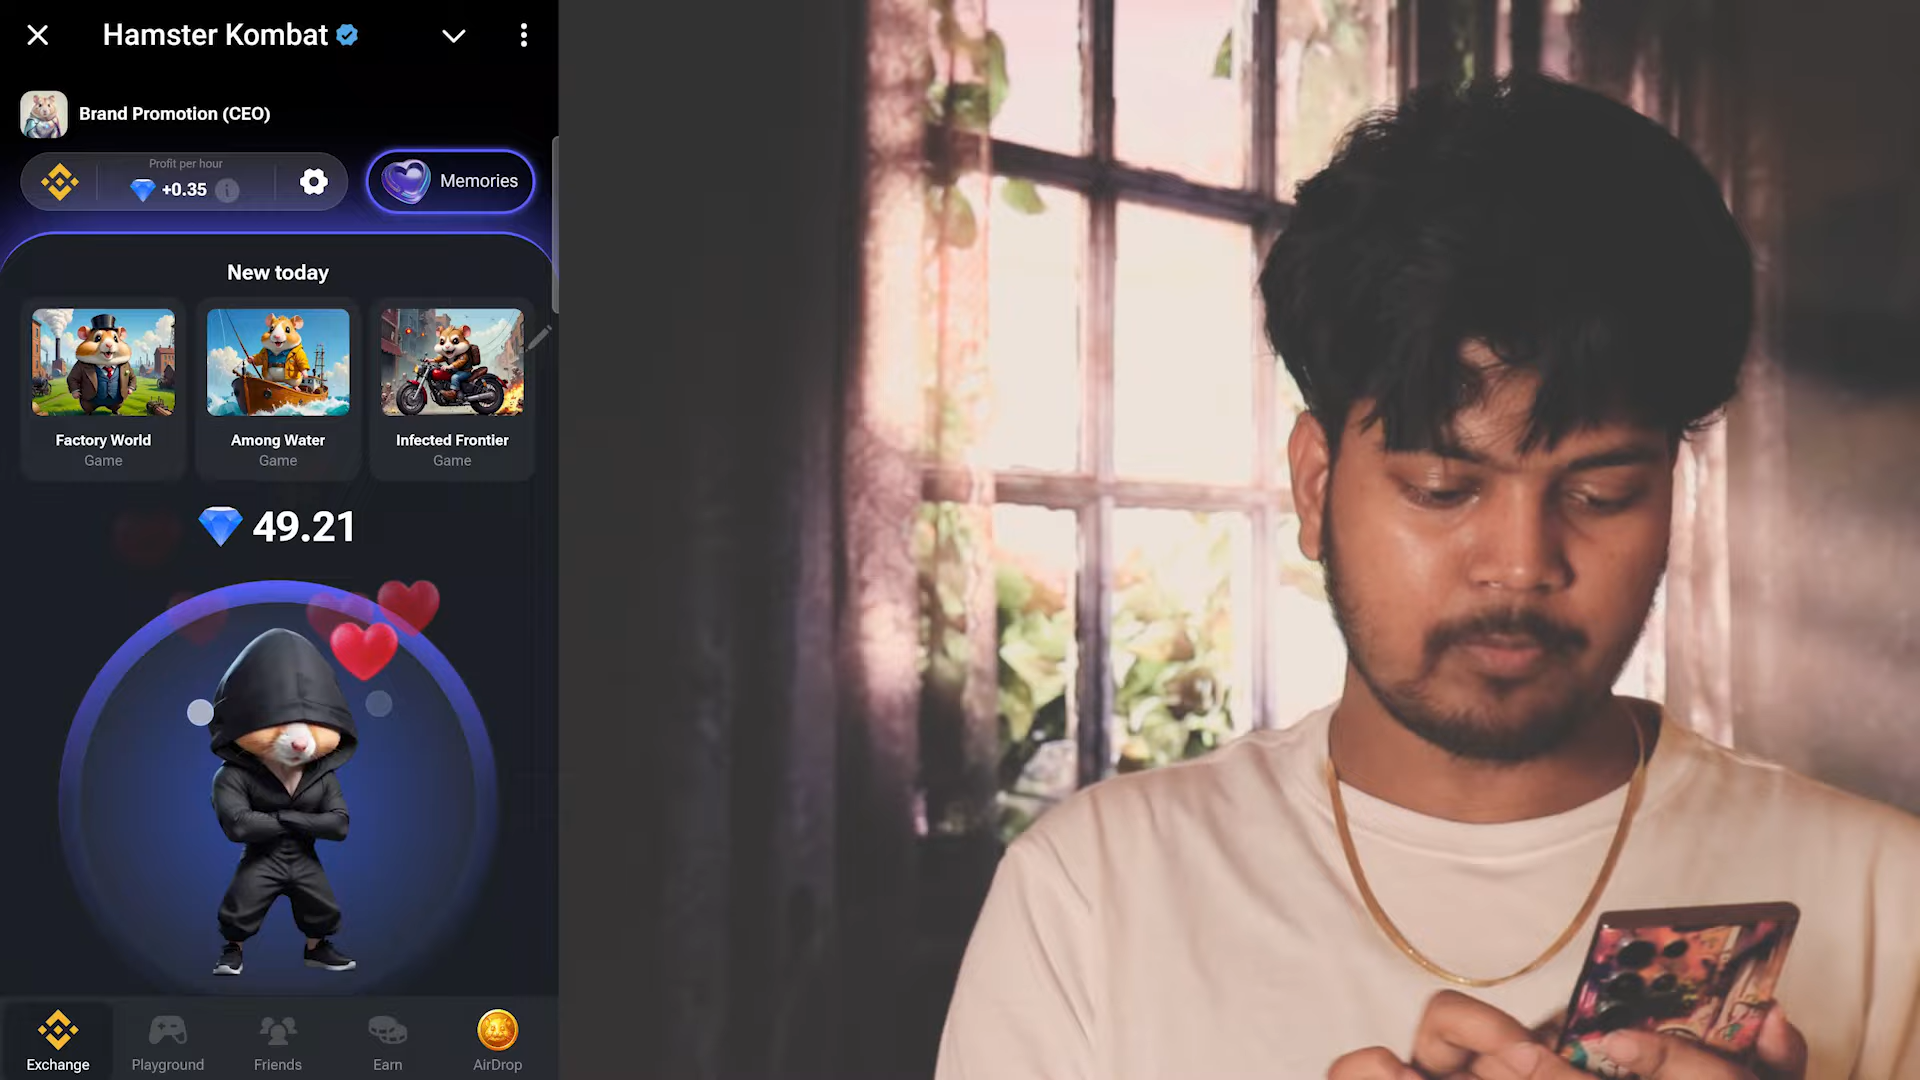 Hamster Kombat
Brand Promotion (CEO)
Profit per hour
+0.35
Memories
New today
Factory World
Game
Among Water
Game
Infected Frontier
Game
49.21
Exchange
Playground
Friends
Earn
AirDrop